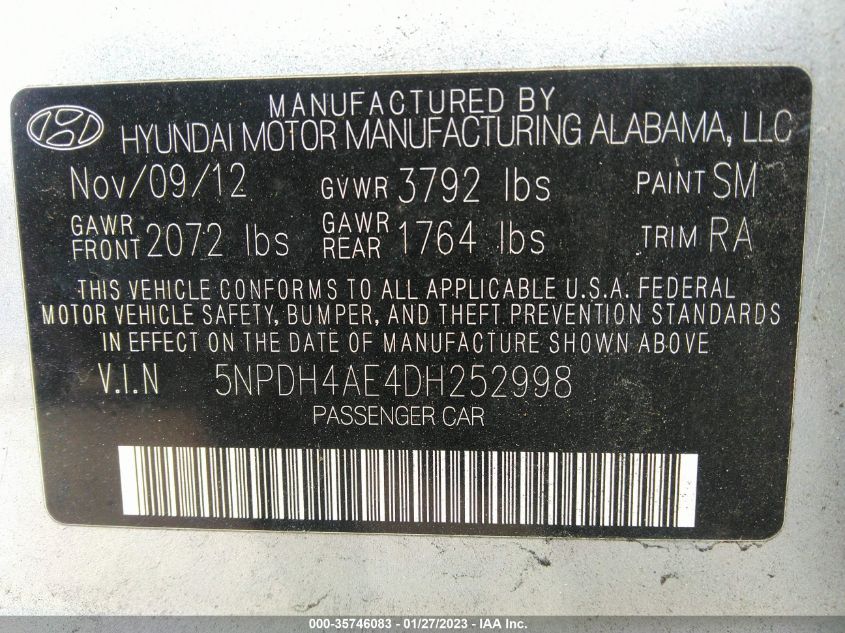 MANUFACTURED BY
HYUNDAI MOTOR MANUFACTURING ALABAMA, LLC
Nov/09/12 GVWR 3792 lbs PAINT SM
GAWR FRONT 2072 lbs GAWR REAR 1764 lbs TRIM RA
THIS VEHICLE CONFORMS TO ALL APPLICABLE U.S.A. FEDERAL
MOTOR VEHICLE SAFETY, BUMPER, AND THEFT PREVENTION STANDARDS
IN EFFECT ON THE DATE OF MANUFACTURE SHOWN ABOVE
V.I.N 5NPDH4AE4DH252998
PASSENGER CAR
000-35746083 - 01/27/2023 - IAA Inc.